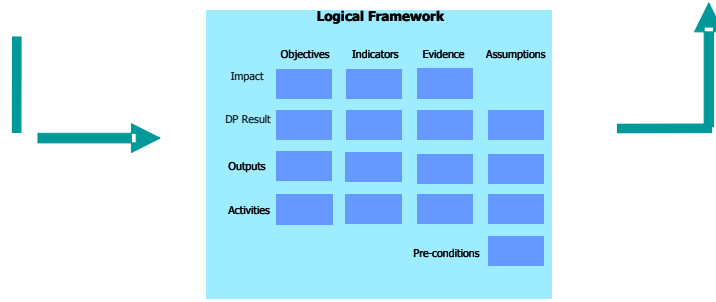 Logical Framework
Objectives Indicators Evidence Assumptions
Impact
DP Result
Outputs
Activities
Pre-conditions